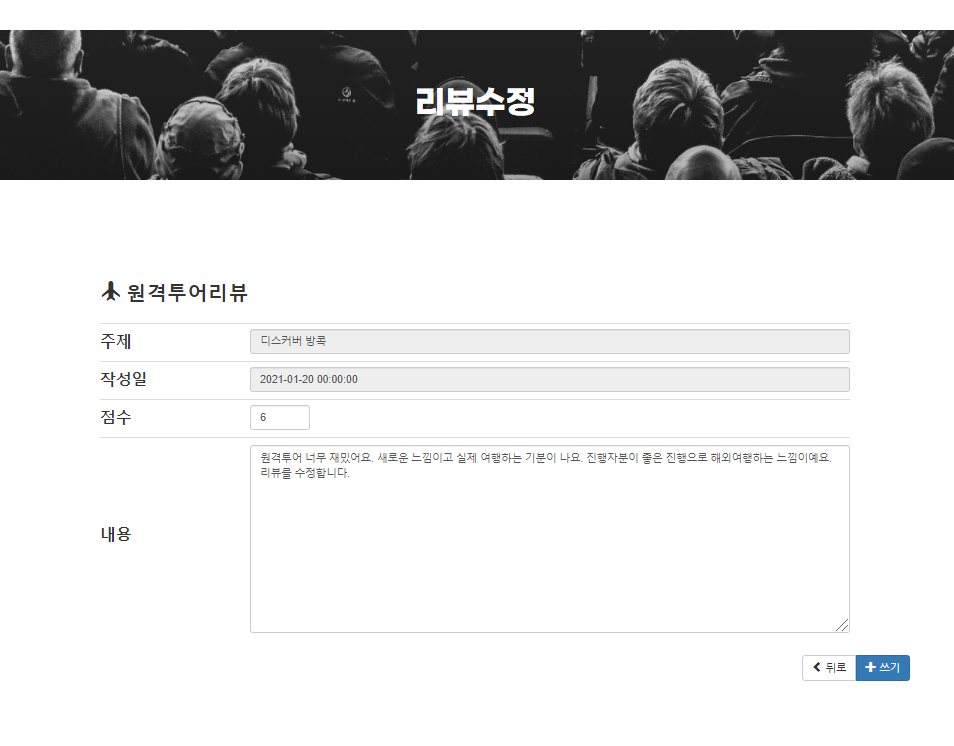 리뷰수정
원격투어리뷰
주제
디스커버 방콕
작성일
2021-01-20 00:00:00
점수
6
내용
원격투어 너무 재밌어요. 새로운 느낌이고 실제 여행하는 기분이 나요. 진행자분이 좋은 진행으로 해외여행하는 느낌이예요.
리뷰를 수정합니다.
뒤로
쓰기